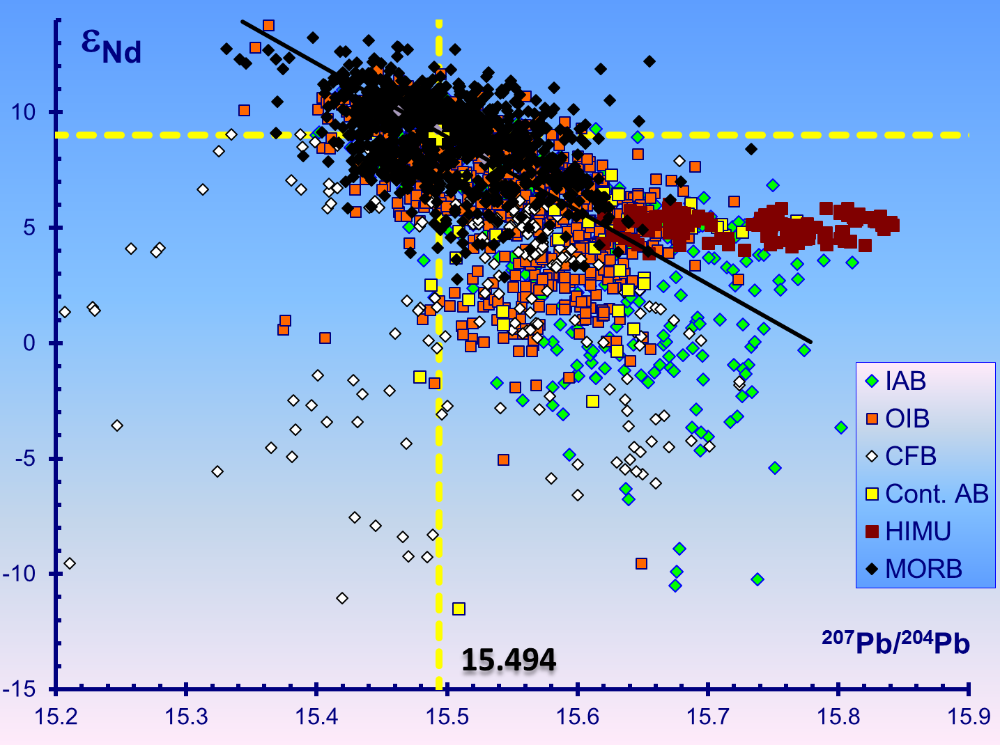 εNd
10
5
0
-5
-10
-15
15.2 15.3 15.4 15.5 15.6 15.7 15.8 15.9
15.494
²⁰⁷Pb/²⁰⁴Pb
IAB
OIB
CFB
Cont. AB
HIMU
MORB